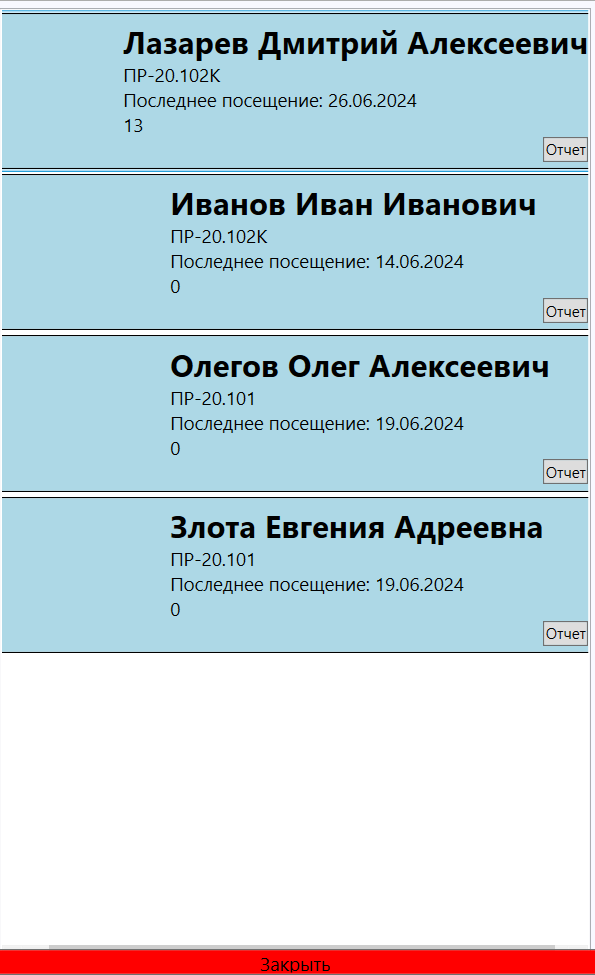 Лазарев Дмитрий Алексеевич
ПР-20.102К
Последнее посещение: 26.06.2024
13
Отчет
Иванов Иван Иванович
ПР-20.102К
Последнее посещение: 14.06.2024
0
Отчет
Олегов Олег Алексеевич
ПР-20.101
Последнее посещение: 19.06.2024
0
Отчет
Злота Евгения Адреевна
ПР-20.101
Последнее посещение: 19.06.2024
0
Отчет
Закрыть